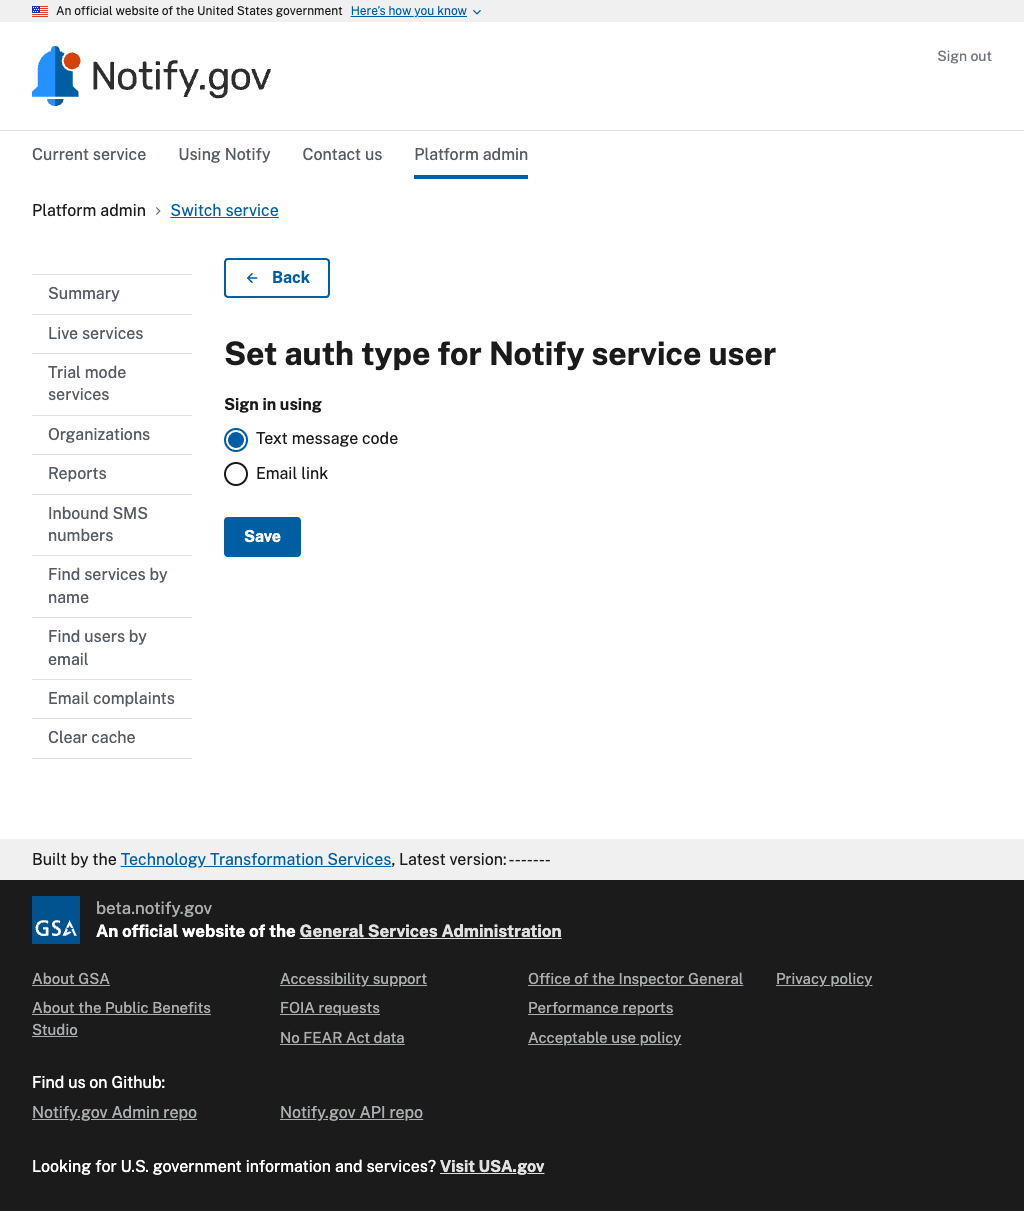 An official website of the United States government Here's how you know
Notify.gov
Sign out
Current service Using Notify Contact us Platform admin
Platform admin Switch service
Summary
Live services
Trial mode
services
Organizations
Reports
Inbound SMS
numbers
Find services by
name
Find users by
email
Email complaints
Clear cache
Back
Set auth type for Notify service user
Sign in using
Text message code
Email link
Save
Built by the Technology Transformation Services, Latest version:-------
GSA
beta.notify.gov
An official website of the General Services Administration
About GSA
About the Public Benefits
Studio
Accessibility support
FOIA requests
No FEAR Act data
Office of the Inspector General
Performance reports
Acceptable use policy
Privacy policy
Find us on Github:
Notify.gov Admin repo Notify.gov API repo
Looking for U.S. government information and services? Visit USA.gov